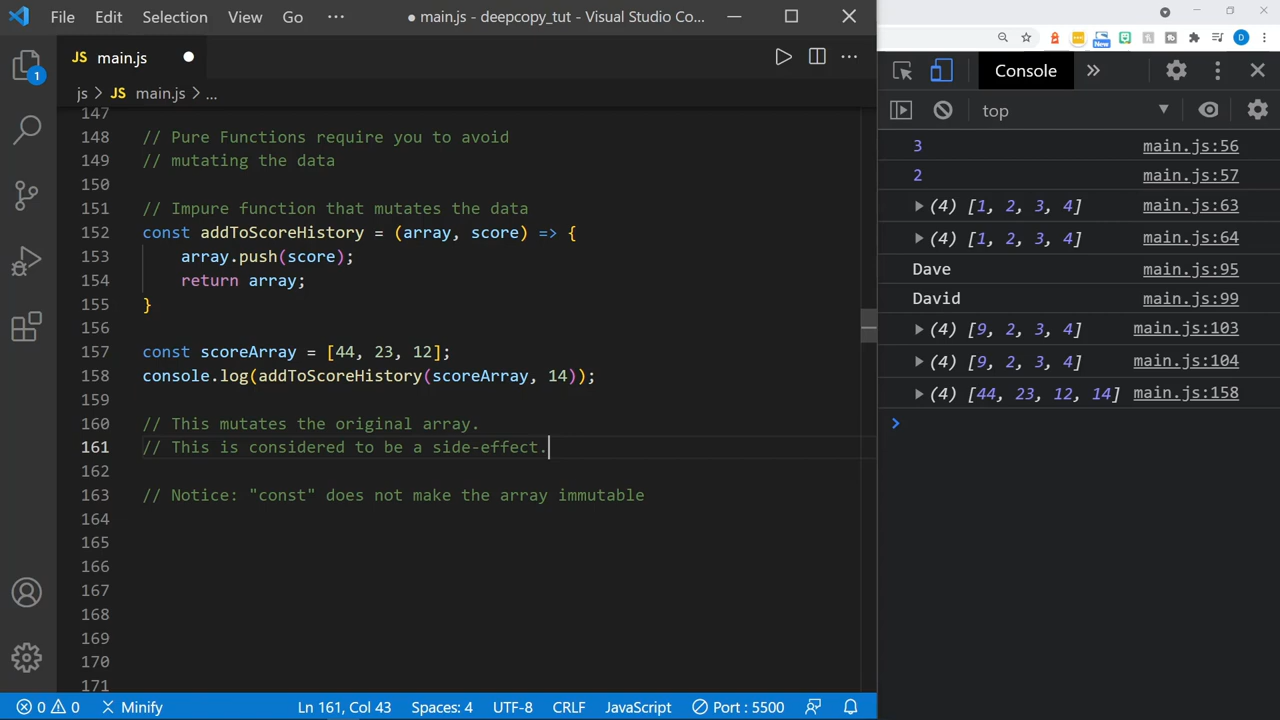 File Edit Selection View Go ··· ● main.js - deepcopy_tut - Visual Studio Co...
JS main.js ●
js > JS main.js > ...
147
148 // Pure Functions require you to avoid
149 // mutating the data
150
151 // Impure function that mutates the data
152 const addToScoreHistory = (array, score) => {
153 array.push(score);
154 return array;
155 }
156
157 const scoreArray = [44, 23, 12];
158 console.log(addToScoreHistory(scoreArray, 14));
159
160 // This mutates the original array.
161 // This is considered to be a side-effect.
162
163 // Notice: "const" does not make the array immutable
164
165
166
167
168
169
170
171
1
0 0 Minify Ln 161, Col 43 Spaces: 4 UTF-8 CRLF JavaScript Port : 5500
New D
Console »
top
3 main.js:56
2 main.js:57
(4) [1, 2, 3, 4] main.js:63
(4) [1, 2, 3, 4] main.js:64
Dave main.js:95
David main.js:99
(4) [9, 2, 3, 4] main.js:103
(4) [9, 2, 3, 4] main.js:104
(4) [44, 23, 12, 14] main.js:158
>